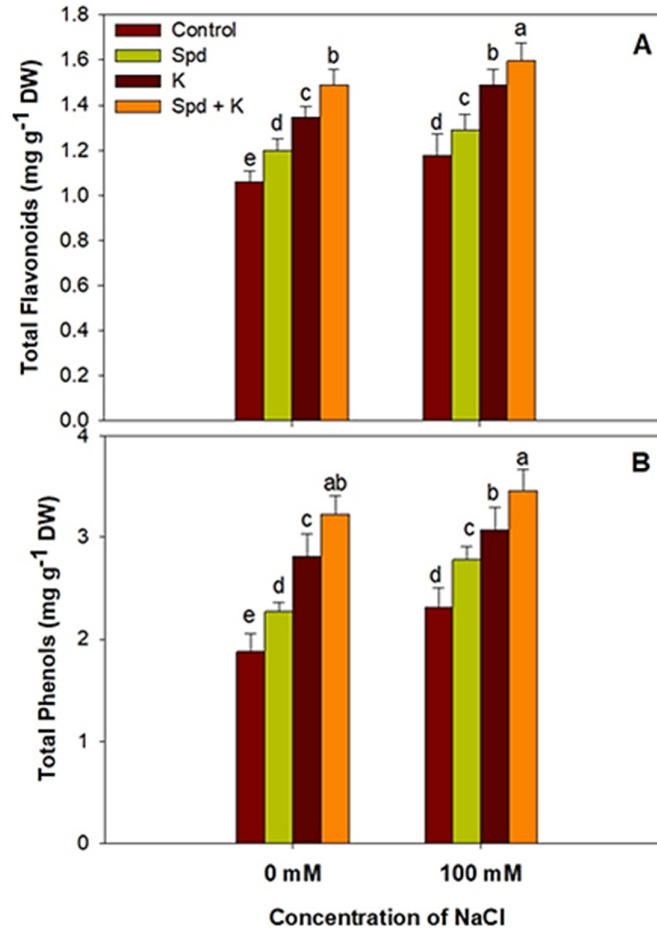 Control
Spd
K
Spd + K
A
Total Flavonoids (mg g⁻¹ DW)
1.8
1.6
1.4
1.2
1.0
0.8
0.6
0.4
0.2
0.0
e d c b d c b a
B
Total Phenols (mg g⁻¹ DW)
4
3
2
1
0
e d c ab d c b a
0 mM 100 mM
Concentration of NaCl